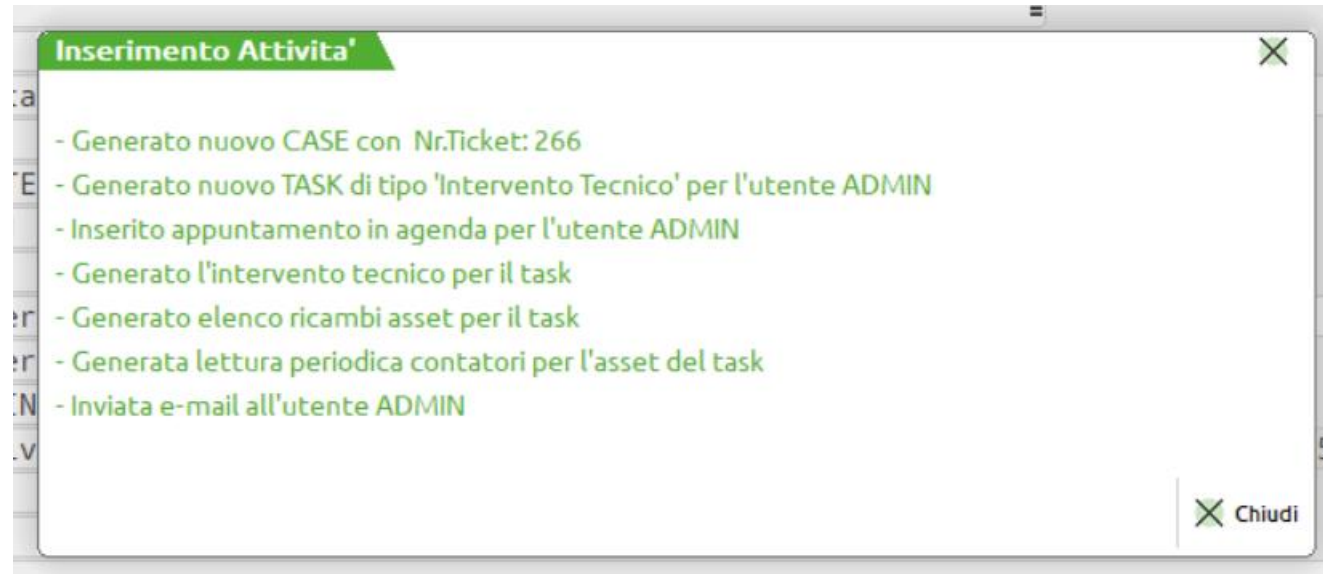 =
Inserimento Attivita'
- Generato nuovo CASE con  Nr.Ticket: 266
- Generato nuovo TASK di tipo 'Intervento Tecnico' per l'utente ADMIN
- Inserito appuntamento in agenda per l'utente ADMIN
- Generato l'intervento tecnico per il task
- Generato elenco ricambi asset per il task
- Generata lettura periodica contatori per l'asset del task
- Inviata e-mail all'utente ADMIN
Chiudi